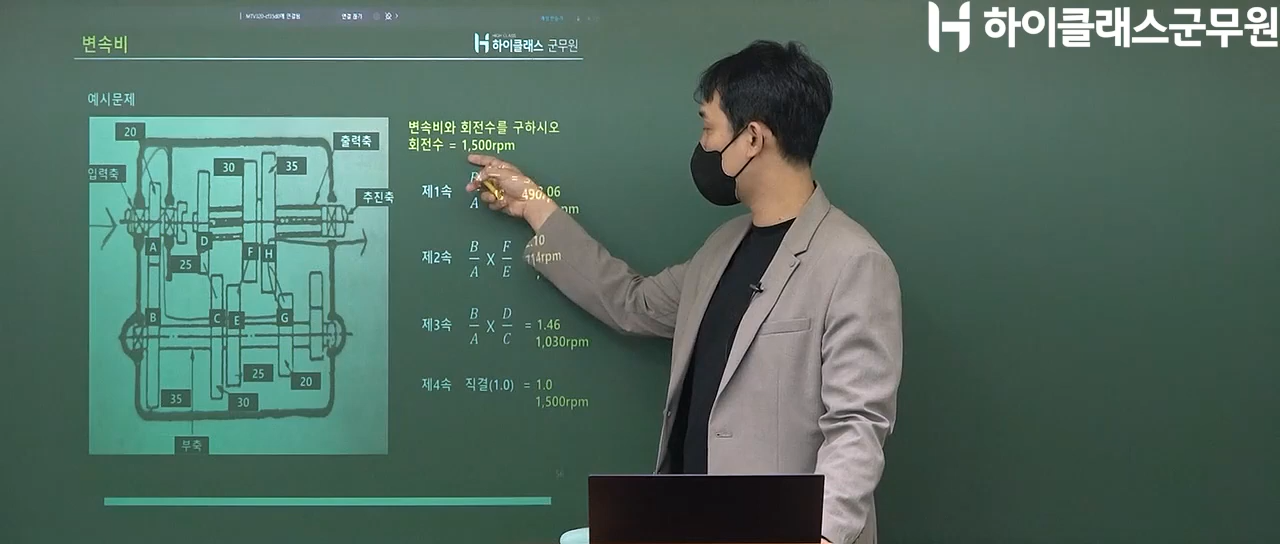 하이클래스군무원
변속비
하이클래스 군무원
예시문제
20
출력축
입력축
30
35
추진축
A
D
F
H
25
B
C
E
G
25
20
35
30
부축
변속비와 회전수를 구하시오
회전수 = 1,500rpm
제1속
A
제2속 B/A X F/E
714rpm
제3속 B/A X D/C = 1.46
1,030rpm
제4속 직결(1.0) = 1.0
1,500rpm